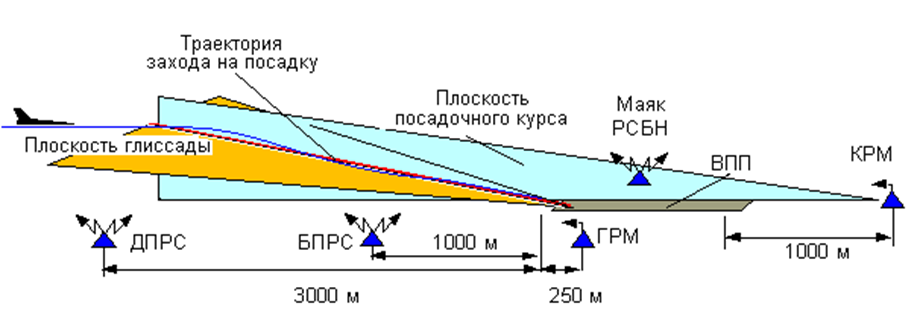 Траектория
захода на посадку
Плоскость
посадочного курса
Маяк
РСБН
ВПП
КРМ
Плоскость глиссады
ДПРС
БПРС
1000 м
ГРМ
1000 м
3000 м
250 м